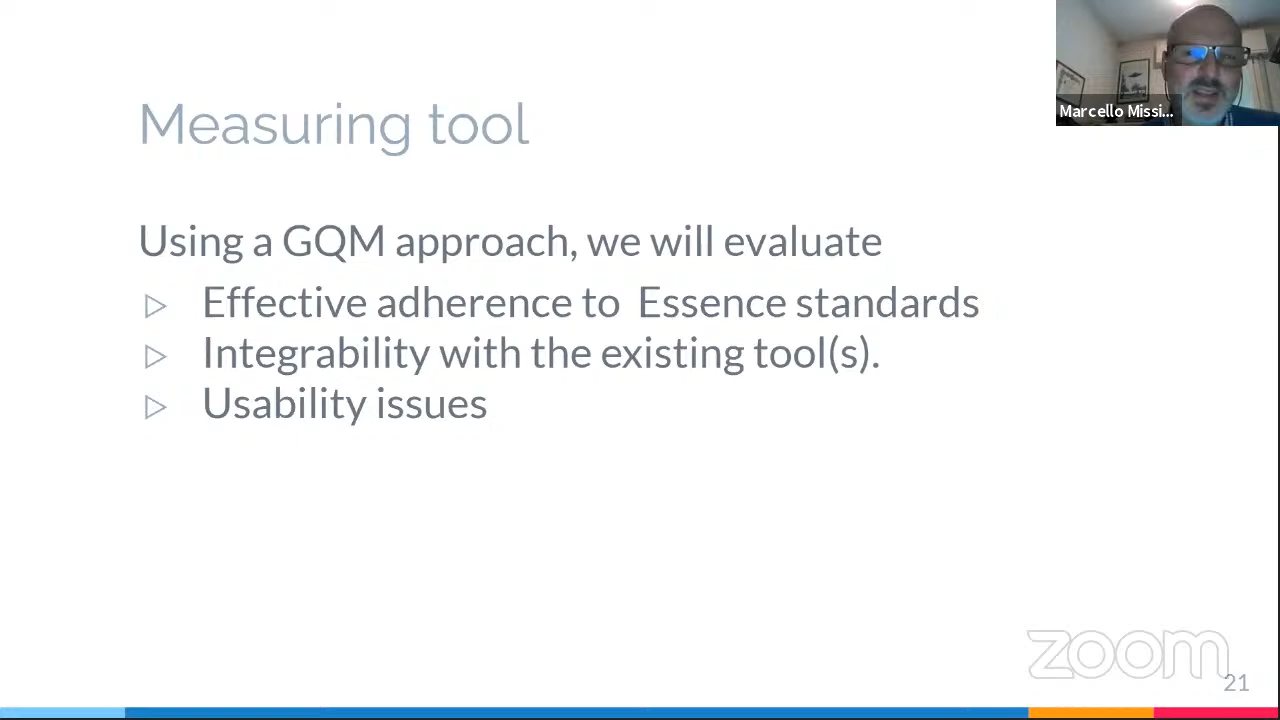 Marcello Missi...
Measuring tool
Using a GQM approach, we will evaluate
Effective adherence to Essence standards
Integrability with the existing tool(s).
Usability issues
zoom
21